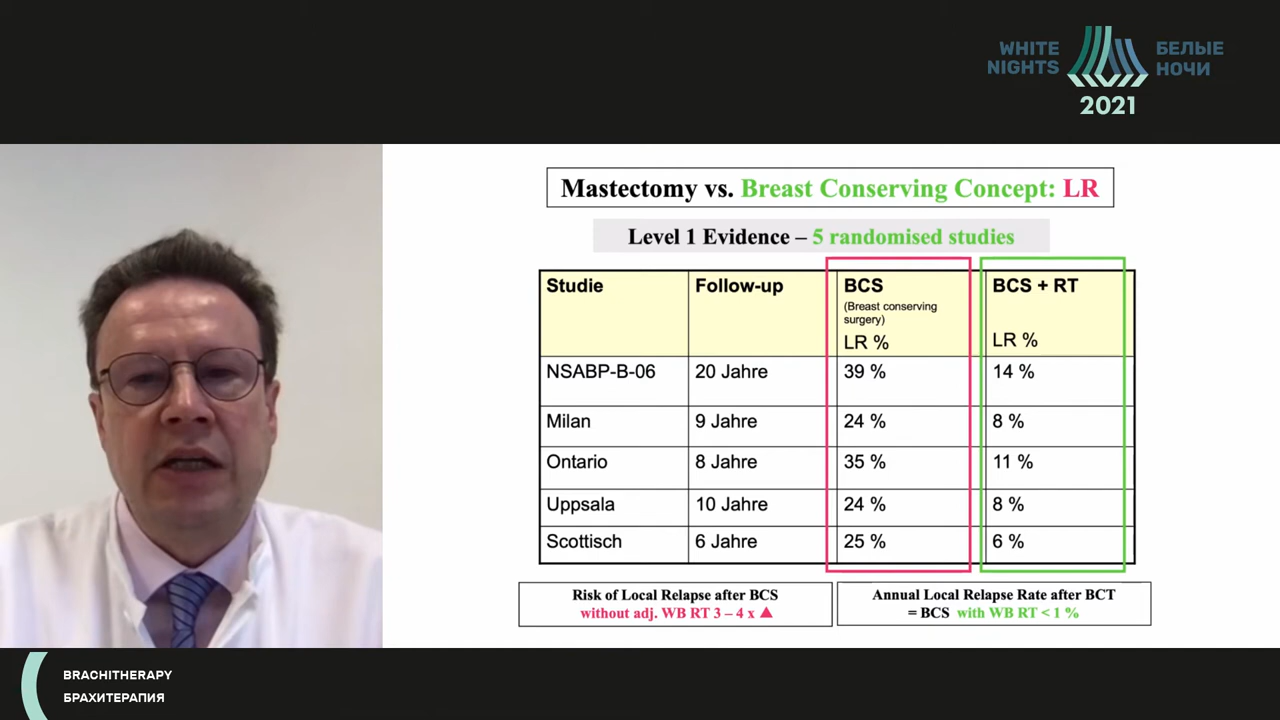 WHITE
NIGHTS
БЕЛЫЕ
НОЧИ
2021
Mastectomy vs. Breast Conserving Concept: LR
Level 1 Evidence – 5 randomised studies
Studie Follow-up BCS BCS + RT
(Breast conserving
surgery)
LR % LR %
NSABP-B-06 20 Jahre 39 % 14 %
Milan 9 Jahre 24 % 8 %
Ontario 8 Jahre 35 % 11 %
Uppsala 10 Jahre 24 % 8 %
Scottisch 6 Jahre 25 % 6 %
Risk of Local Relapse after BCS
without adj. WB RT 3 – 4 x ▲
Annual Local Relapse Rate after BCT
= BCS with WB RT < 1 %
BRACHITHERAPY
БРАХИТЕРАПИЯ